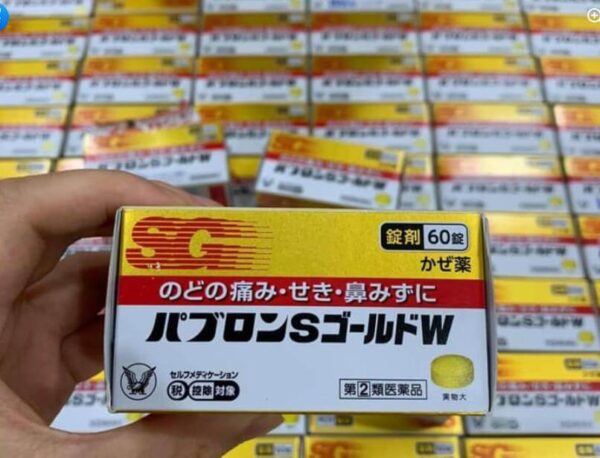 SG
錠剤 60錠
かぜ薬
のどの痛み・せき・鼻みずに
パブロンSゴールドW
セルフメディケーション
税 控除 対象
指定第②類医薬品
実物大